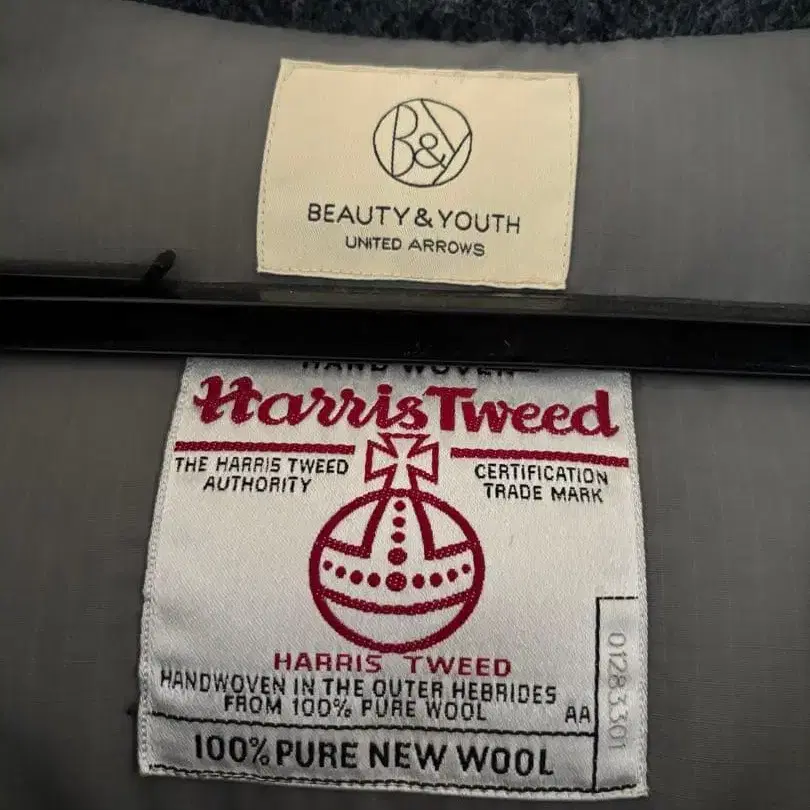 B&Y
BEAUTY & YOUTH
UNITED ARROWS
HAND WOVEN
Harris Tweed
THE HARRIS TWEED
AUTHORITY
CERTIFICATION
TRADE MARK
HARRIS TWEED
HANDWOVEN IN THE OUTER HEBRIDES
FROM 100% PURE WOOL
AA
01283301
100% PURE NEW WOOL